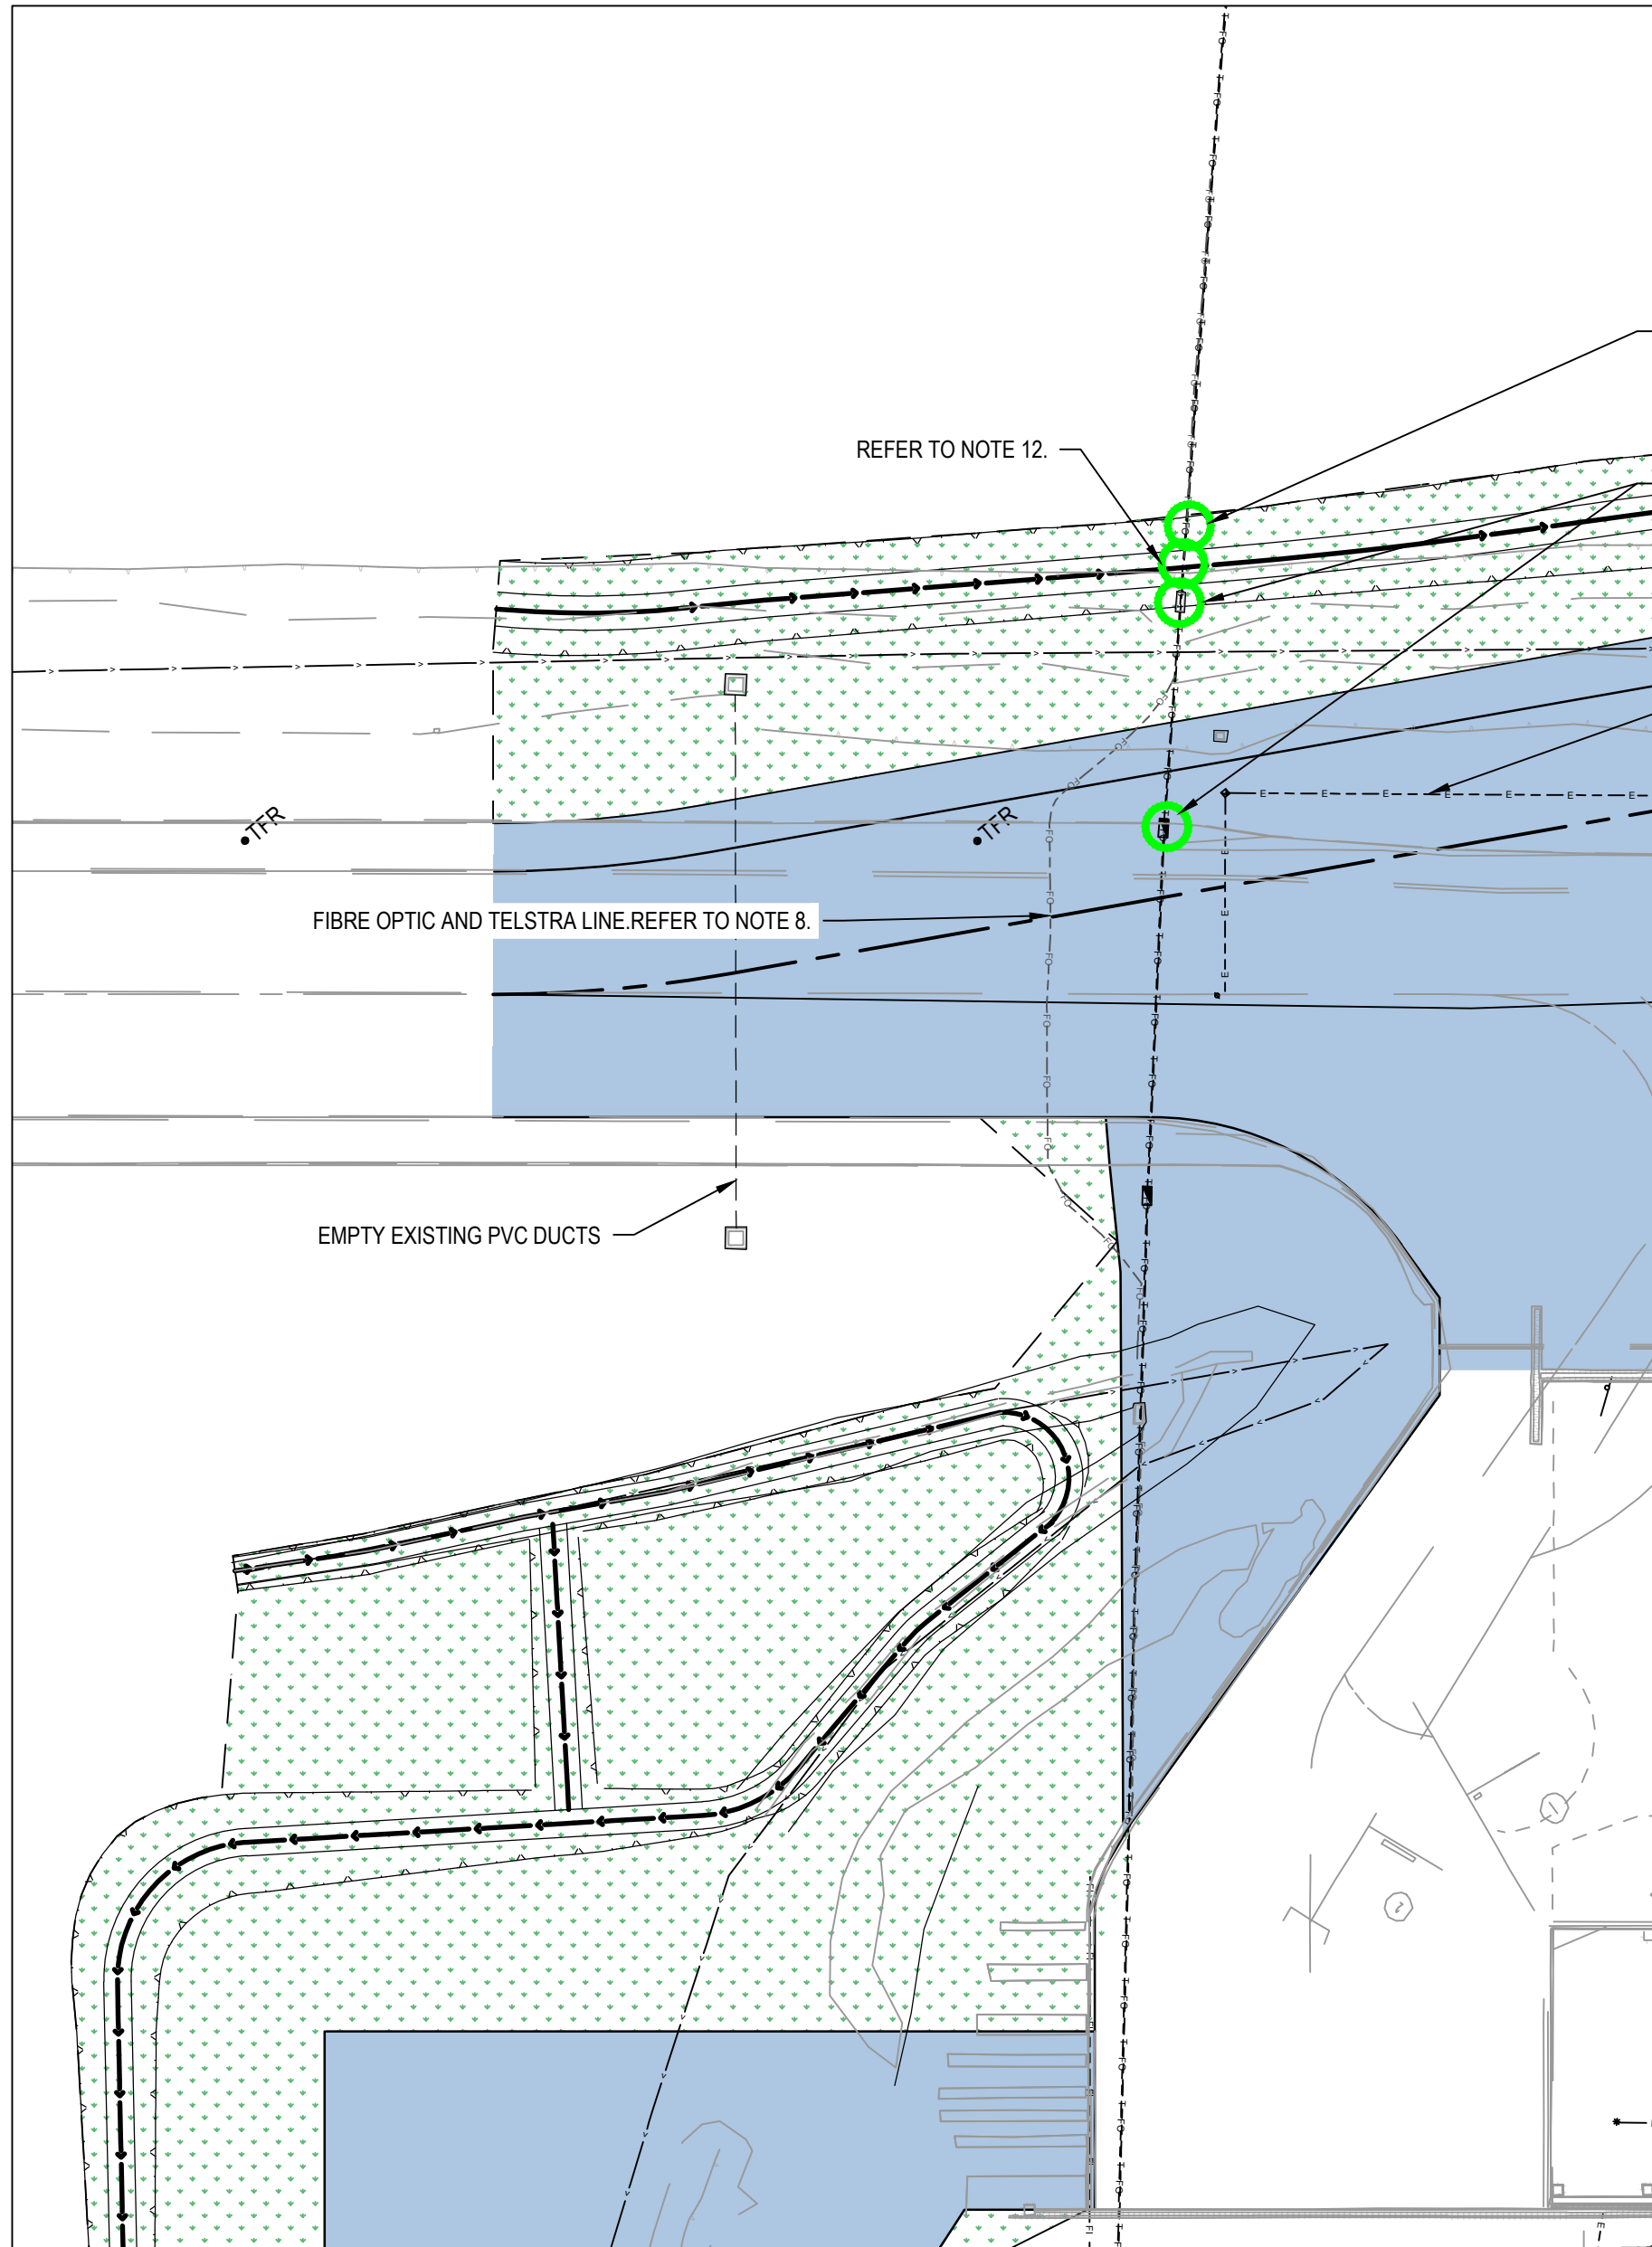 REFER TO NOTE 12.
TFR
TFR
FIBRE OPTIC AND TELSTRA LINE.REFER TO NOTE 8.
EMPTY EXISTING PVC DUCTS